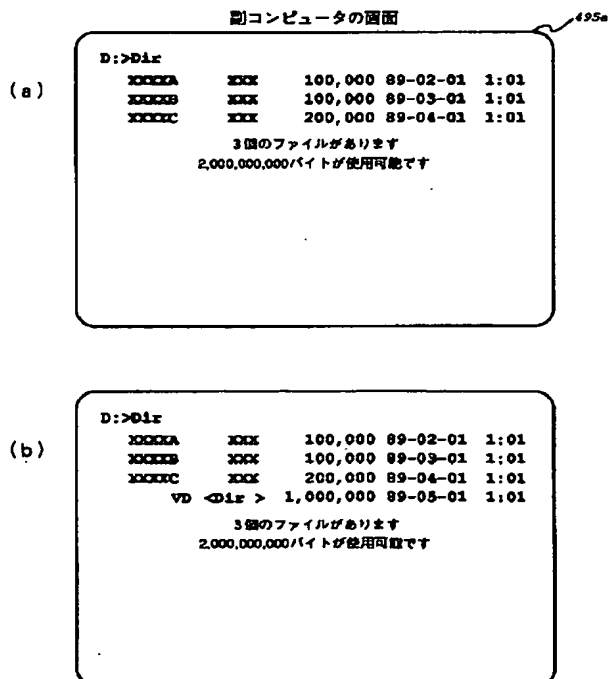 副コンピュータの画面
495a
(a)
D:>Dir
XXXXA XXX 100,000 89-02-01 1:01
XXXXB XXX 100,000 89-03-01 1:01
XXXXC XXX 200,000 89-04-01 1:01
3個のファイルがあります
2,000,000,000バイトが使用可能です
(b)
D:>Dir
XXXXA XXX 100,000 89-02-01 1:01
XXXXB XXX 100,000 89-03-01 1:01
XXXXC XXX 200,000 89-04-01 1:01
VD <Dir > 1,000,000 89-05-01 1:01
3個のファイルがあります
2,000,000,000バイトが使用可能です